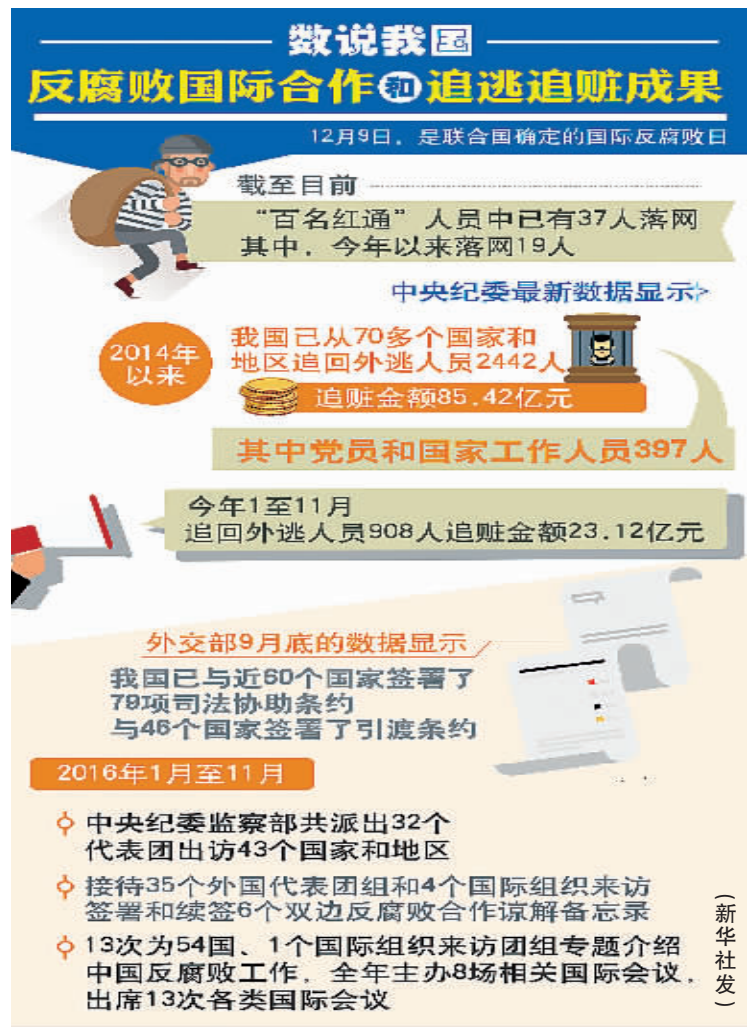 数说我国
反腐败国际合作和追逃追赃成果
12月9日，是联合国确定的国际反腐败日
截至目前
“百名红通”人员中已有37人落网
其中，今年以来落网19人
中央纪委最新数据显示
2014年
以来
我国已从70多个国家和
地区追回外逃人员2442人
追赃金额85.42亿元
其中党员和国家工作人员397人
今年1至11月
追回外逃人员908人追赃金额23.12亿元
外交部9月底的数据显示
我国已与近60个国家签署了
79项司法协助条约
与46个国家签署了引渡条约
2016年1月至11月
中央纪委监察部共派出32个
代表团出访43个国家和地区
接待35个外国代表团组和4个国际组织来访
签署和续签6个双边反腐败合作谅解备忘录
13次为54国、1个国际组织来访团组专题介绍
中国反腐败工作，全年主办8场相关国际会议，
出席13次各类国际会议
（新华社发）